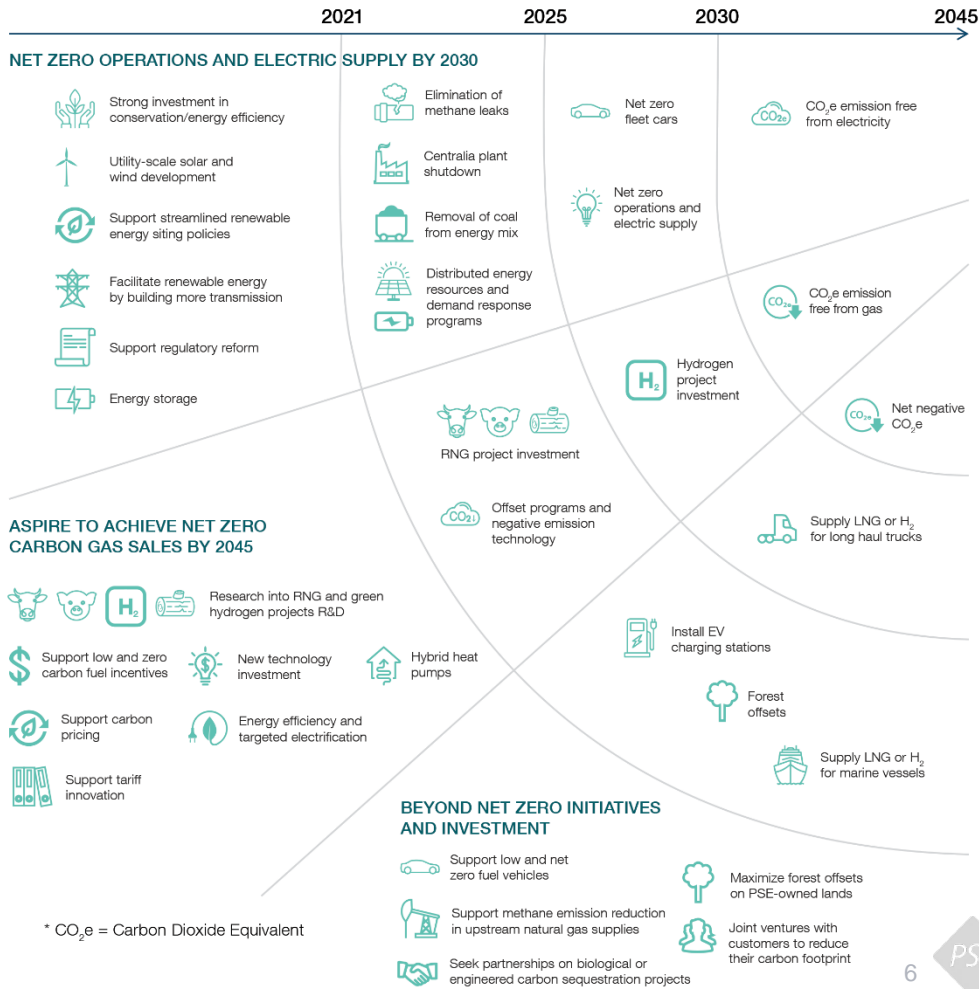 2021
2025
2030
2045
NET ZERO OPERATIONS AND ELECTRIC SUPPLY BY 2030
Strong investment in
conservation/energy efficiency
Utility-scale solar and
wind development
Support streamlined renewable
energy siting policies
Facilitate renewable energy
by building more transmission
Support regulatory reform
Energy storage
Elimination of
methane leaks
Centralia plant
shutdown
Removal of coal
from energy mix
Distributed energy
resources and
demand response
programs
Net zero
fleet cars
Net zero
operations and
electric supply
CO2e
CO₂e emission free
from electricity
CO2e
CO₂e emission
free from gas
H₂
Hydrogen
project
investment
CO2e
Net negative
CO₂e
RNG project investment
CO2↓
Offset programs and
negative emission
technology
Supply LNG or H₂
for long haul trucks
ASPIRE TO ACHIEVE NET ZERO
CARBON GAS SALES BY 2045
H₂
Research into RNG and green
hydrogen projects R&D
$
Support low and zero
carbon fuel incentives
$
New technology
investment
Hybrid heat
pumps
Support carbon
pricing
Energy efficiency and
targeted electrification
Support tariff
innovation
Install EV
charging stations
Forest
offsets
Supply LNG or H₂
for marine vessels
BEYOND NET ZERO INITIATIVES
AND INVESTMENT
Support low and net
zero fuel vehicles
Support methane emission reduction
in upstream natural gas supplies
Seek partnerships on biological or
engineered carbon sequestration projects
Maximize forest offsets
on PSE-owned lands
Joint ventures with
customers to reduce
their carbon footprint
* CO₂e = Carbon Dioxide Equivalent
6
PS